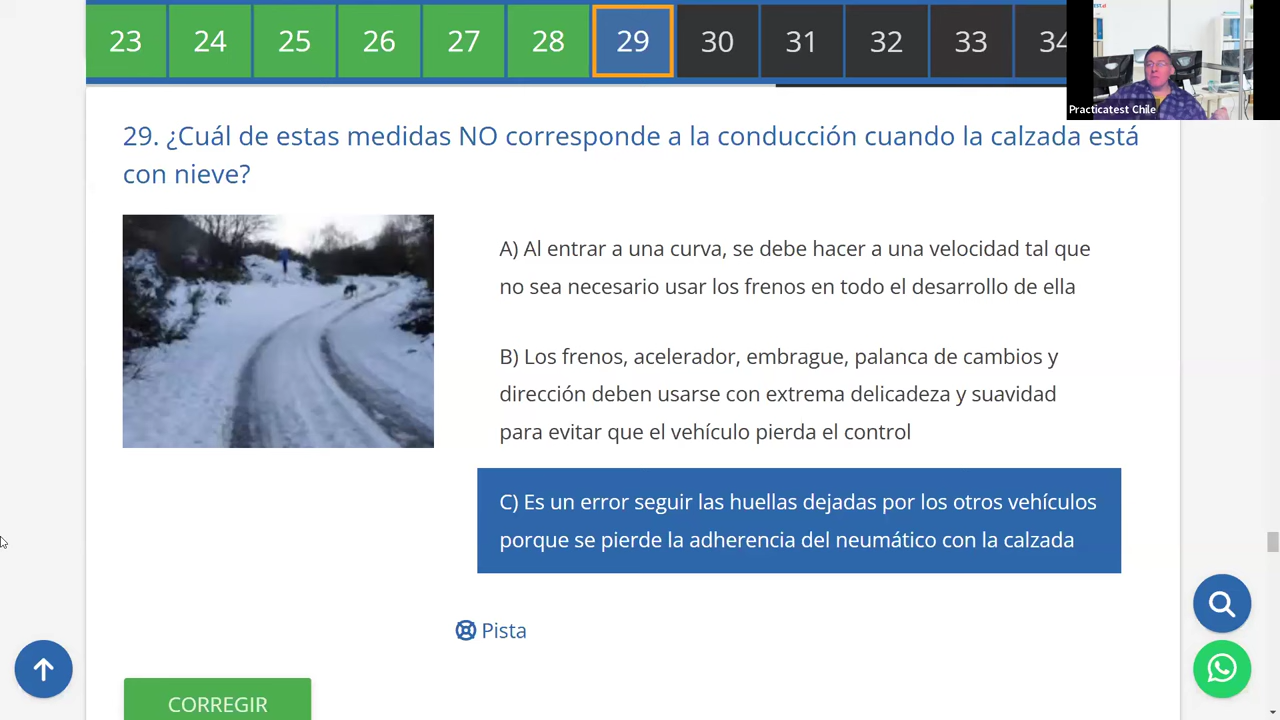 23 24 25 26 27 28 29 30 31 32 33 34
Practicatest Chile
29. ¿Cuál de estas medidas NO corresponde a la conducción cuando la calzada está
con nieve?
A) Al entrar a una curva, se debe hacer a una velocidad tal que
no sea necesario usar los frenos en todo el desarrollo de ella
B) Los frenos, acelerador, embrague, palanca de cambios y
dirección deben usarse con extrema delicadeza y suavidad
para evitar que el vehículo pierda el control
C) Es un error seguir las huellas dejadas por los otros vehículos
porque se pierde la adherencia del neumático con la calzada
Pista
CORREGIR